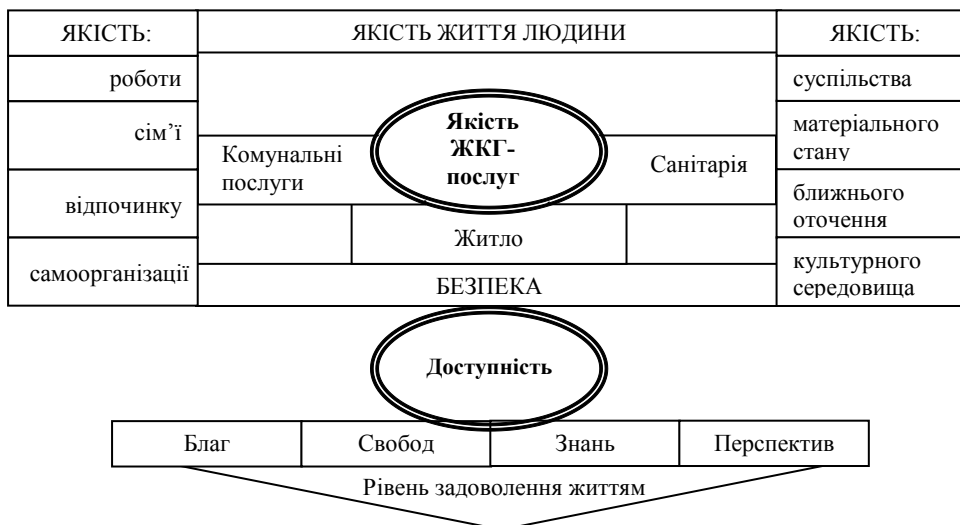 ЯКІСТЬ:
ЯКІСТЬ ЖИТТЯ ЛЮДИНИ
ЯКІСТЬ:
роботи
суспільства
сім’ї
Якість
ЖКГ-
послуг
матеріального
стану
Комунальні
послуги
Санітарія
відпочинку
ближнього
оточення
Житло
самоорганізації
БЕЗПЕКА
культурного
середовища
Доступність
Благ
Свобод
Знань
Перспектив
Рівень задоволення життям